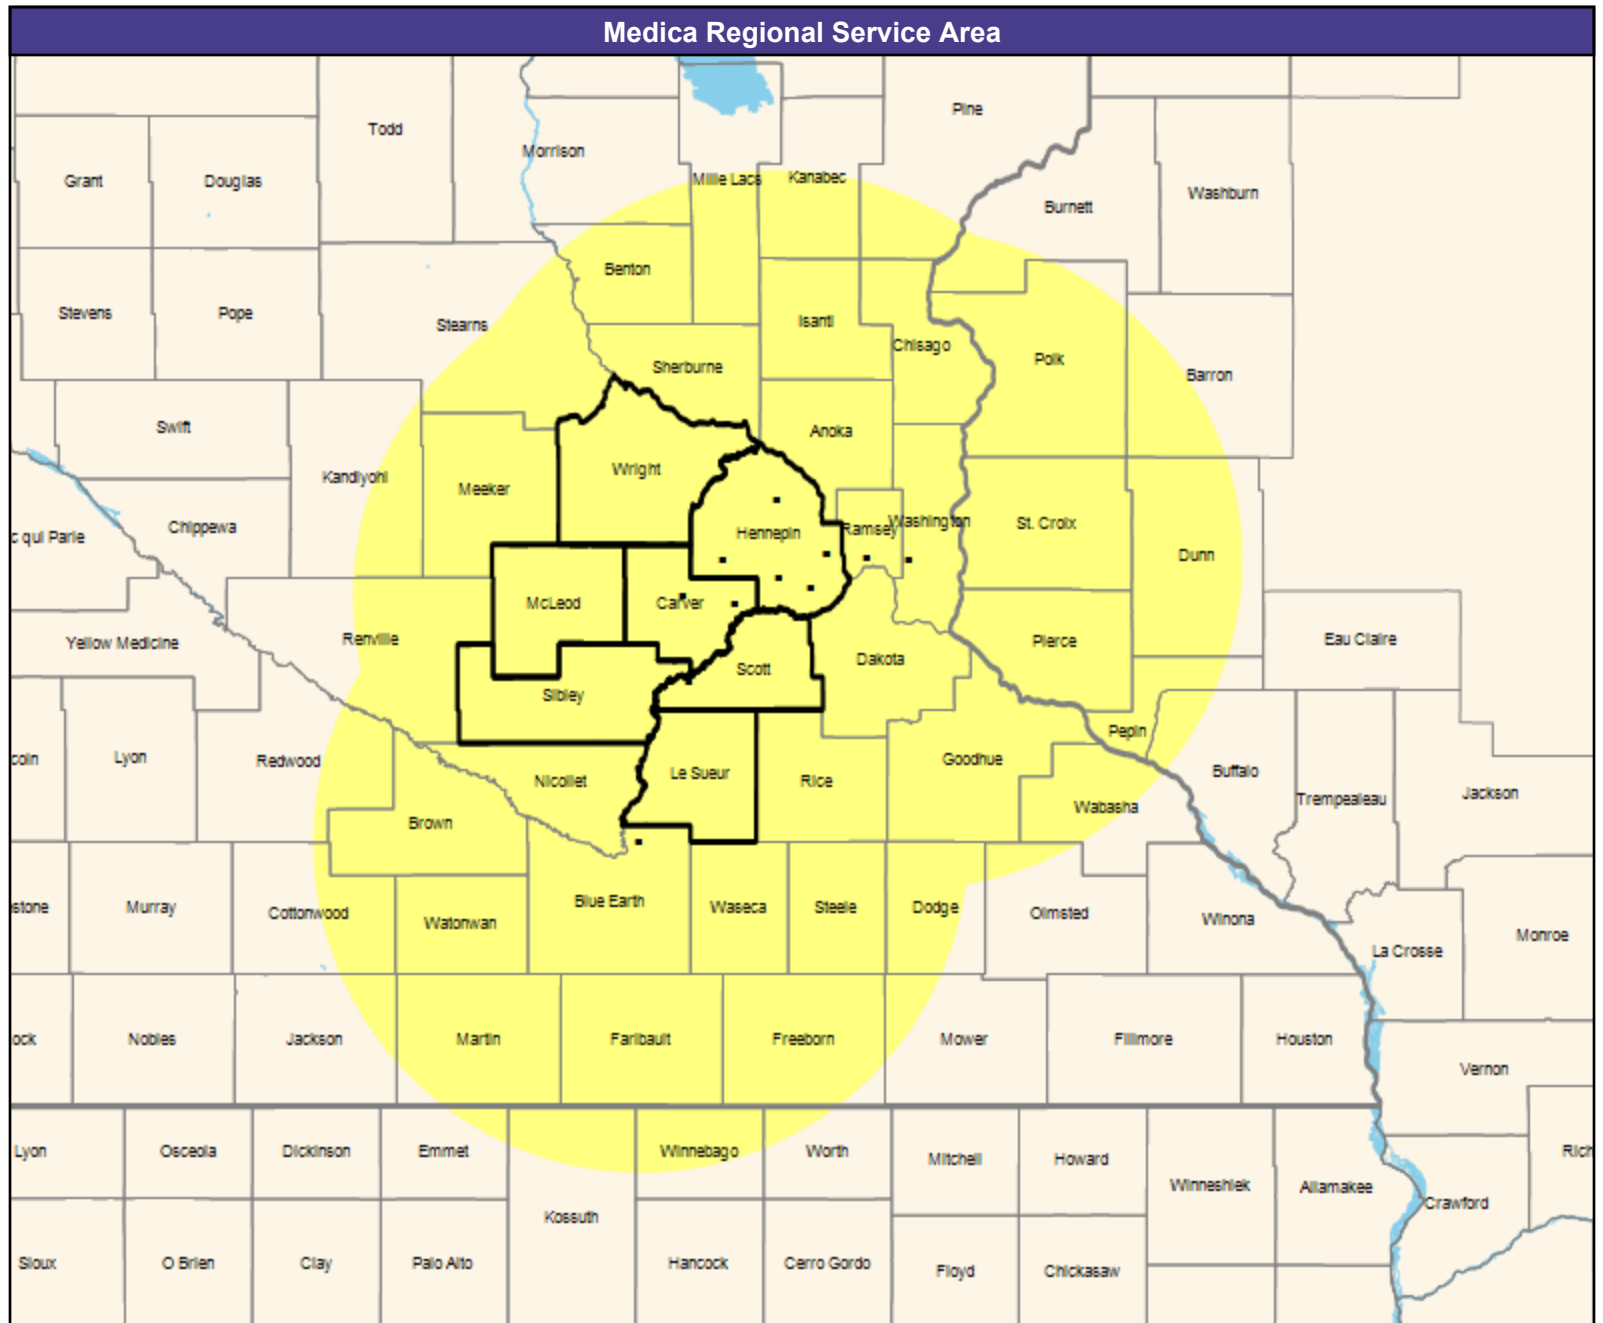 Medica Regional Service Area
Pine
Todd
Morrison
Grant
Douglas
Mille Lacs
Kanabec
Burnett
Washburn
Benton
Stevens
Pope
Stearns
Isanti
Chisago
Sherburne
Polk
Barron
Swift
Anoka
Kandiyohi
Wright
Meeker
Chippewa
Hennepin
Ramsey
Washington
St. Croix
c qui Parle
Dunn
McLeod
Carver
Yellow Medicine
Renville
Pierce
Eau Claire
Scott
Dakota
Sibley
Pepin
coln
Lyon
Redwood
Nicollet
Le Sueur
Rice
Goodhue
Buffalo
Trempealeau
Jackson
Brown
Wabasha
stone
Murray
Cottonwood
Watonwan
Blue Earth
Waseca
Steele
Dodge
Olmsted
Winona
Monroe
La Crosse
ock
Nobles
Jackson
Martin
Faribault
Freeborn
Mower
Fillmore
Houston
Vernon
Lyon
Osceola
Dickinson
Emmet
Winnebago
Worth
Mitchell
Howard
Rich
Winneshiek
Allamakee
Crawford
Kossuth
Sioux
O Brien
Clay
Palo Alto
Hancock
Cerro Gordo
Floyd
Chickasaw